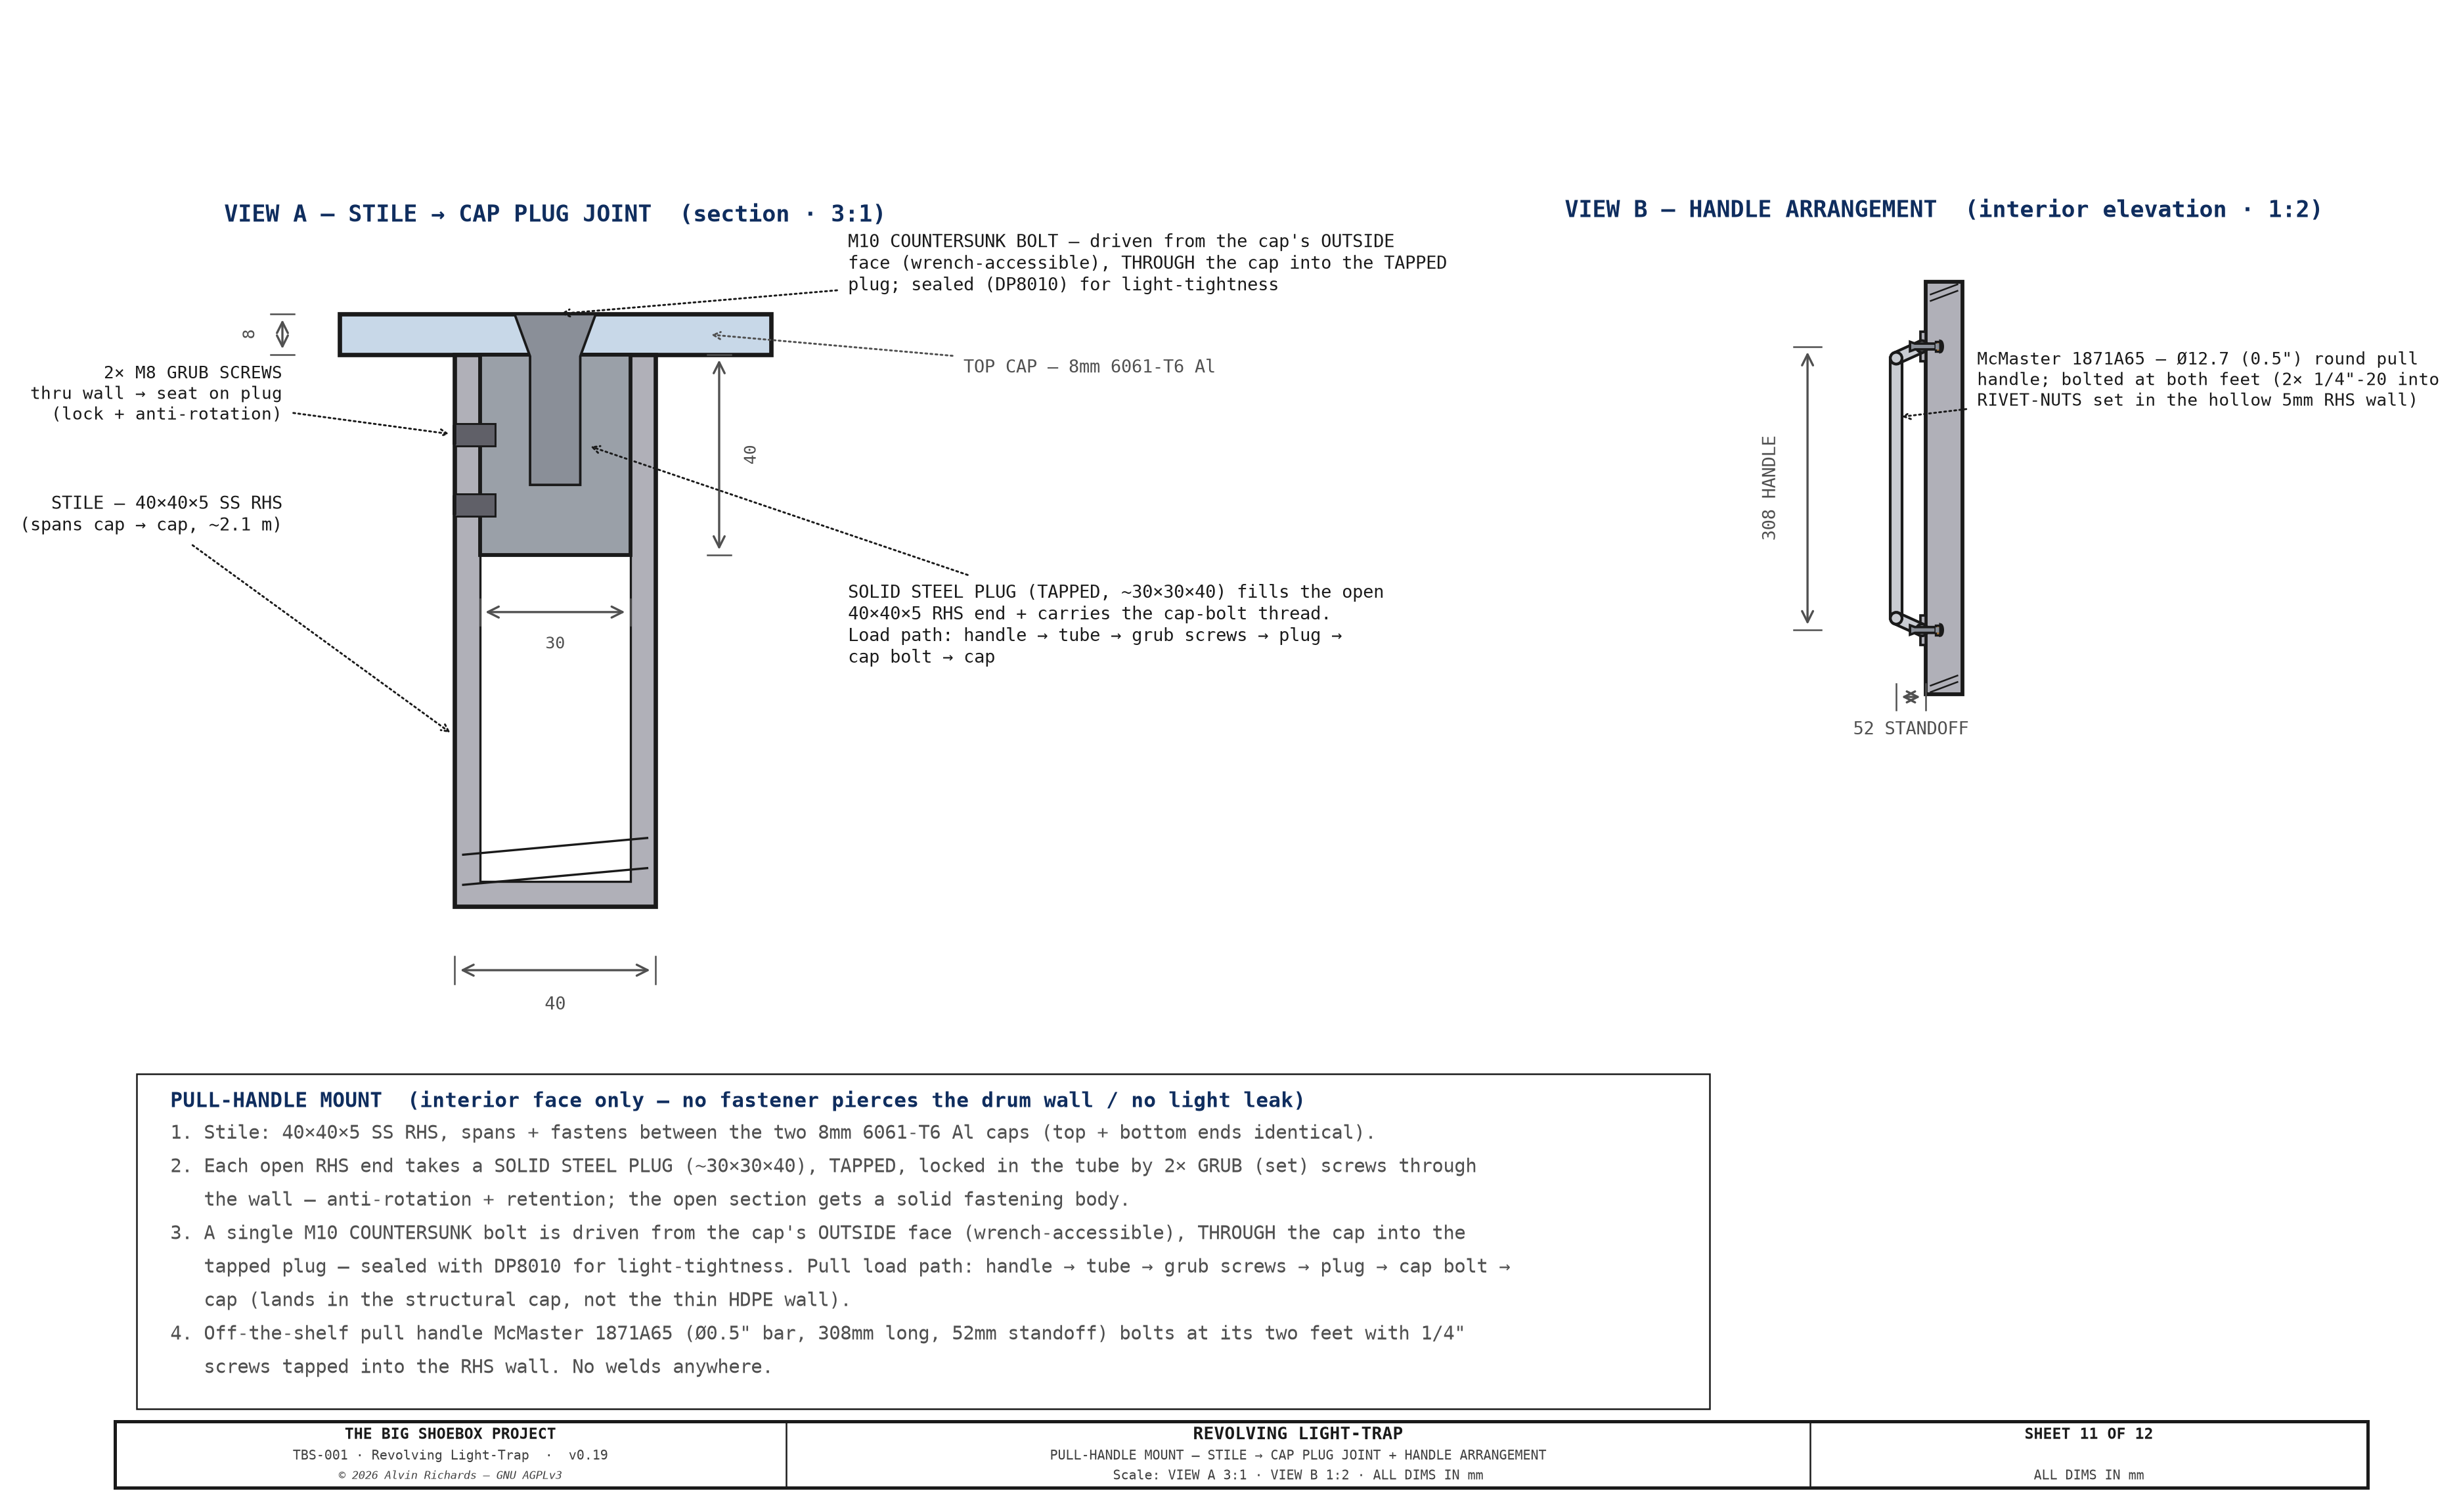 VIEW A — STILE → CAP PLUG JOINT  (section · 3:1)
M10 COUNTERSUNK BOLT — driven from the cap's OUTSIDE
face (wrench-accessible), THROUGH the cap into the TAPPED
plug; sealed (DP8010) for light-tightness
8
TOP CAP — 8mm 6061-T6 Al
2× M8 GRUB SCREWS
thru wall → seat on plug
(lock + anti-rotation)
40
STILE — 40×40×5 SS RHS
(spans cap → cap, ~2.1 m)
SOLID STEEL PLUG (TAPPED, ~30×30×40) fills the open
40×40×5 RHS end + carries the cap-bolt thread.
Load path: handle → tube → grub screws → plug →
cap bolt → cap
30
40
VIEW B — HANDLE ARRANGEMENT  (interior elevation · 1:2)
McMaster 1871A65 — Ø12.7 (0.5") round pull
handle; bolted at both feet (2× 1/4"-20 into
RIVET-NUTS set in the hollow 5mm RHS wall)
308 HANDLE
52 STANDOFF
PULL-HANDLE MOUNT  (interior face only — no fastener pierces the drum wall / no light leak)
1. Stile: 40×40×5 SS RHS, spans + fastens between the two 8mm 6061-T6 Al caps (top + bottom ends identical).
2. Each open RHS end takes a SOLID STEEL PLUG (~30×30×40), TAPPED, locked in the tube by 2× GRUB (set) screws through
the wall — anti-rotation + retention; the open section gets a solid fastening body.
3. A single M10 COUNTERSUNK bolt is driven from the cap's OUTSIDE face (wrench-accessible), THROUGH the cap into the
tapped plug — sealed with DP8010 for light-tightness. Pull load path: handle → tube → grub screws → plug → cap bolt →
cap (lands in the structural cap, not the thin HDPE wall).
4. Off-the-shelf pull handle McMaster 1871A65 (Ø0.5" bar, 308mm long, 52mm standoff) bolts at its two feet with 1/4"
screws tapped into the RHS wall. No welds anywhere.
THE BIG SHOEBOX PROJECT
TBS-001 · Revolving Light-Trap  ·  v0.19
© 2026 Alvin Richards — GNU AGPLv3
REVOLVING LIGHT-TRAP
PULL-HANDLE MOUNT — STILE → CAP PLUG JOINT + HANDLE ARRANGEMENT
Scale: VIEW A 3:1 · VIEW B 1:2 · ALL DIMS IN mm
SHEET 11 OF 12
ALL DIMS IN mm